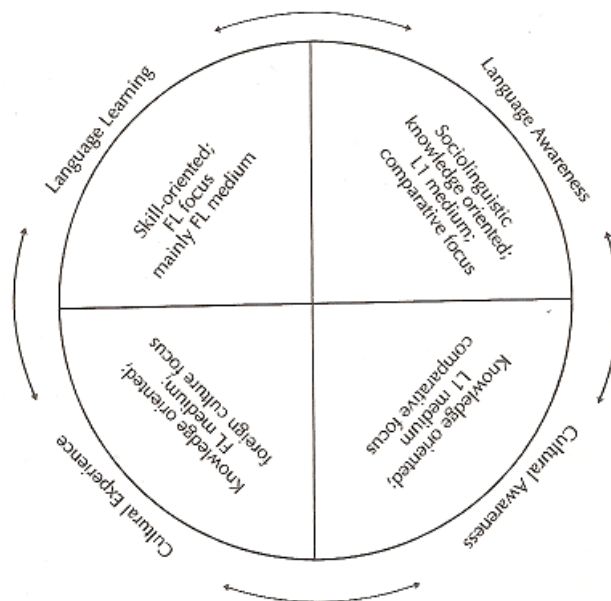 Language Learning
Skill-oriented;
FL focus
mainly FL medium
Language Awareness
Sociolinguistic
knowledge oriented;
L1 medium;
comparative focus
Cultural Experience
Knowledge oriented;
FL medium;
foreign culture focus
Cultural Awareness
Knowledge oriented;
L1 medium
comparative focus